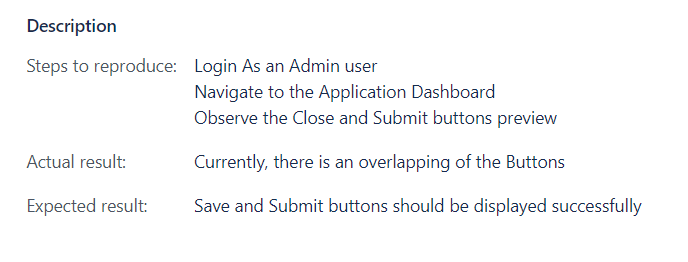 Description
Steps to reproduce: Login As an Admin user
Navigate to the Application Dashboard
Observe the Close and Submit buttons preview
Actual result: Currently, there is an overlapping of the Buttons
Expected result: Save and Submit buttons should be displayed successfully